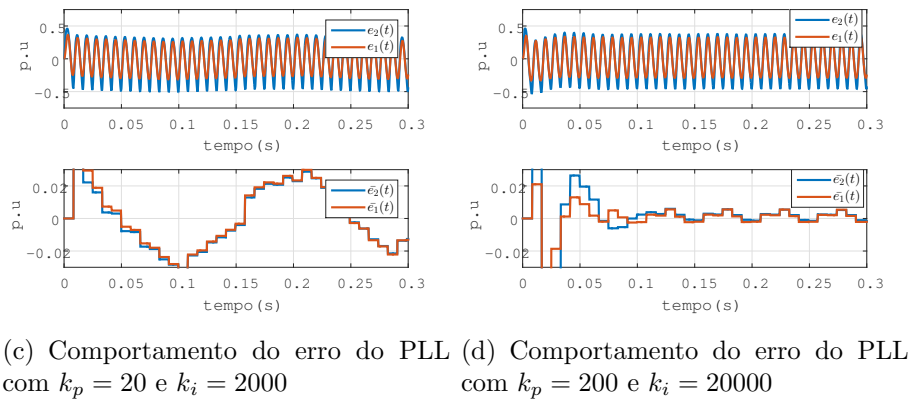 0.5
0
-0.5
p.u
e₂(t)
e₁(t)
0 0.05 0.1 0.15 0.2 0.25 0.3
tempo(s)
0.5
0
-0.5
p.u
e₂(t)
e₁(t)
0 0.05 0.1 0.15 0.2 0.25 0.3
tempo(s)
0.02
0
-0.02
p.u
ē₂(t)
ē₁(t)
0 0.05 0.1 0.15 0.2 0.25 0.3
tempo(s)
0.02
0
-0.02
p.u
ē₂(t)
ē₁(t)
0 0.05 0.1 0.15 0.2 0.25 0.3
tempo(s)
(c) Comportamento do erro do PLL
com kₚ = 20 e kᵢ = 2000
(d) Comportamento do erro do PLL
com kₚ = 200 e kᵢ = 20000